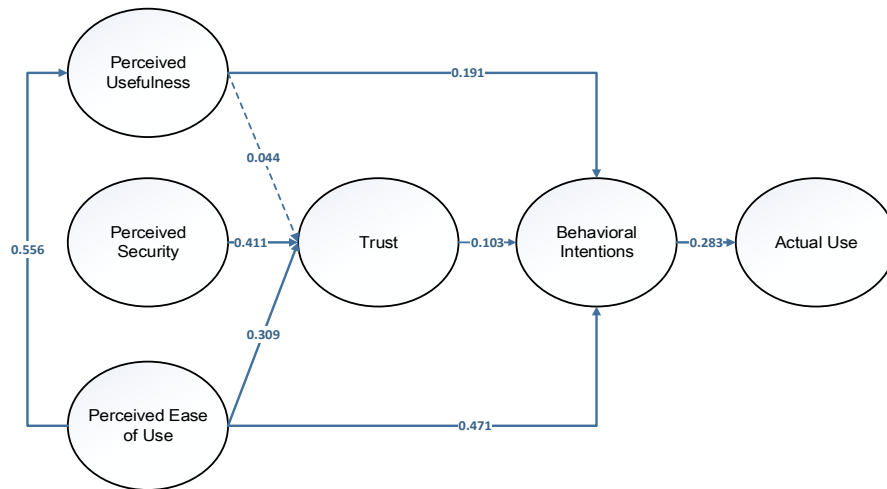 Perceived
Usefulness
0.191
0.044
Perceived
Security
0.411
Trust
0.103
Behavioral
Intentions
0.283
Actual Use
0.556
0.309
Perceived Ease
of Use
0.471